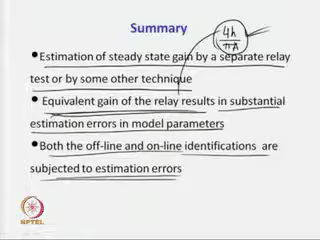 Summary
4h
πA
•Estimation of steady state gain by a separate relay
test or by some other technique
• Equivalent gain of the relay results in substantial
estimation errors in model parameters
•Both the off-line and on-line identifications are
subjected to estimation errors
NPTEL